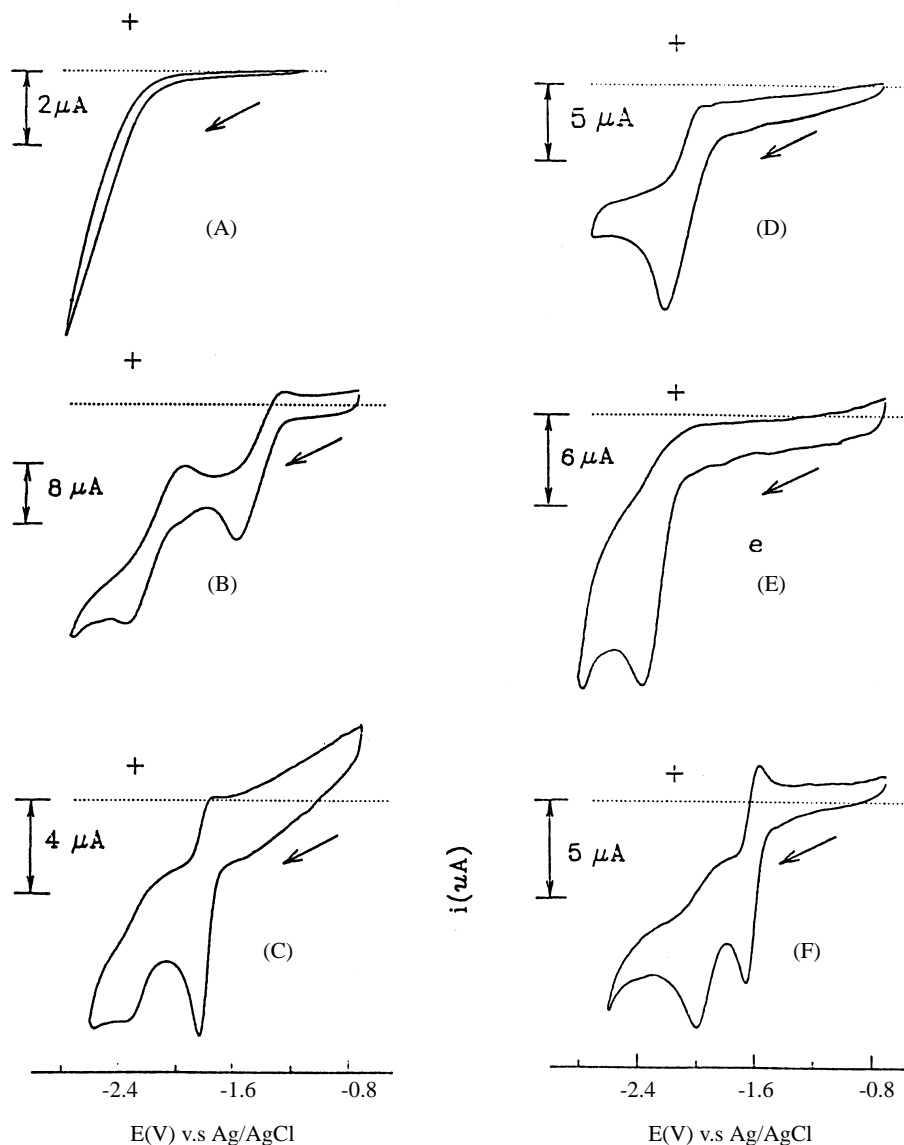 +
2 μA
(A)
+
8 μA
(B)
+
4 μA
(C)
-2.4 -1.6 -0.8
E(V) v.s Ag/AgCl
+
5 μA
(D)
+
6 μA
e
(E)
+
5 μA
i(uA)
(F)
-2.4 -1.6 -0.8
E(V) v.s Ag/AgCl